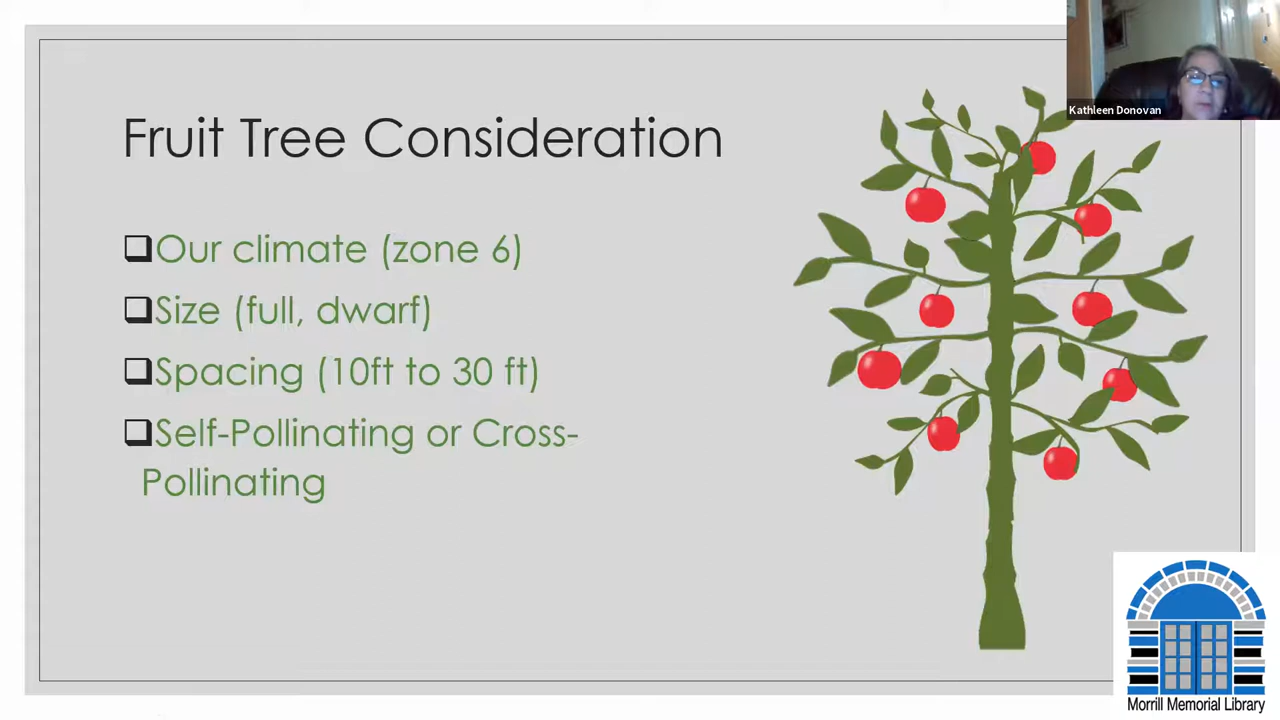 Kathleen Donovan
Fruit Tree Consideration
Our climate (zone 6)
Size (full, dwarf)
Spacing (10ft to 30 ft)
Self-Pollinating or Cross-
Pollinating
Morrill Memorial Library